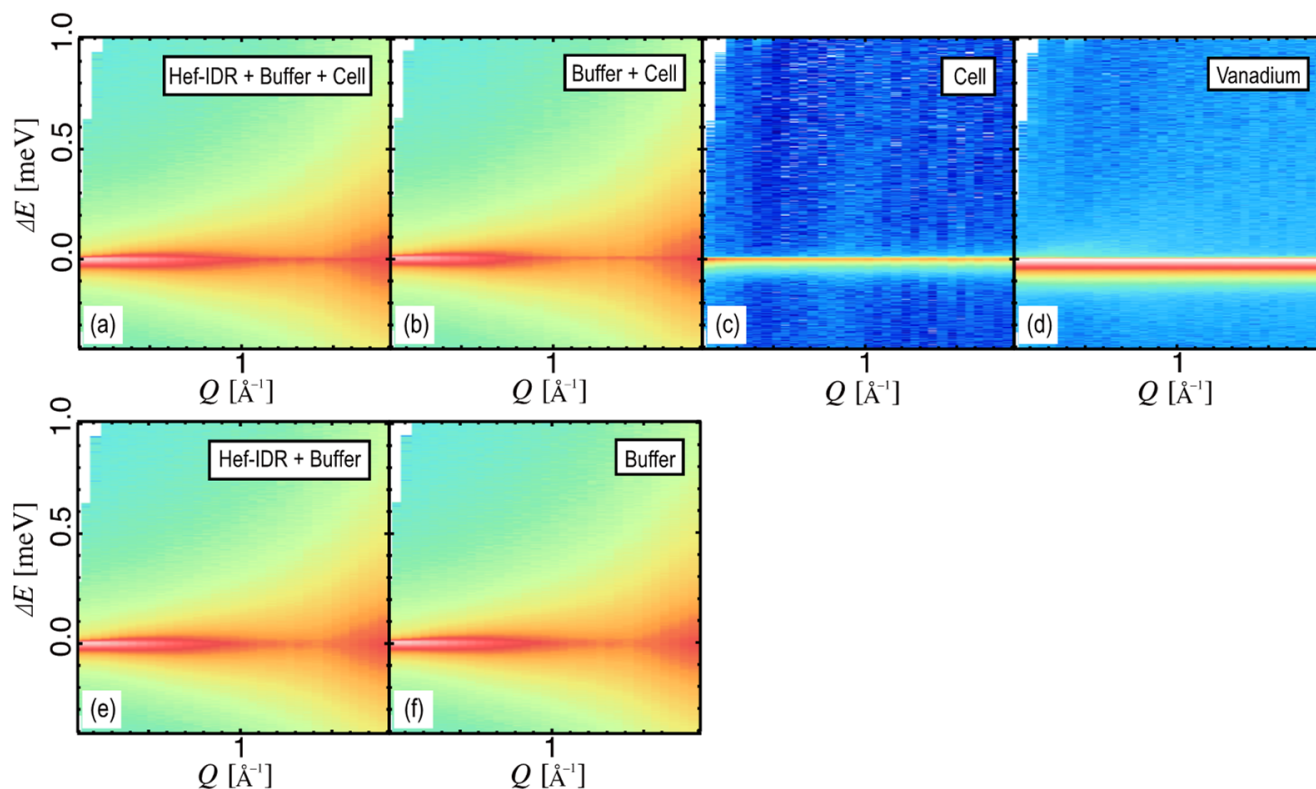 1.0
0.5
0.0
ΔE [meV]
Hef-IDR + Buffer + Cell
Buffer + Cell
Cell
Vanadium
(a)
(b)
(c)
(d)
1
1
1
1
Q [Å⁻¹]
Q [Å⁻¹]
Q [Å⁻¹]
Q [Å⁻¹]
1.0
0.5
0.0
ΔE [meV]
Hef-IDR + Buffer
Buffer
(e)
(f)
1
1
Q [Å⁻¹]
Q [Å⁻¹]